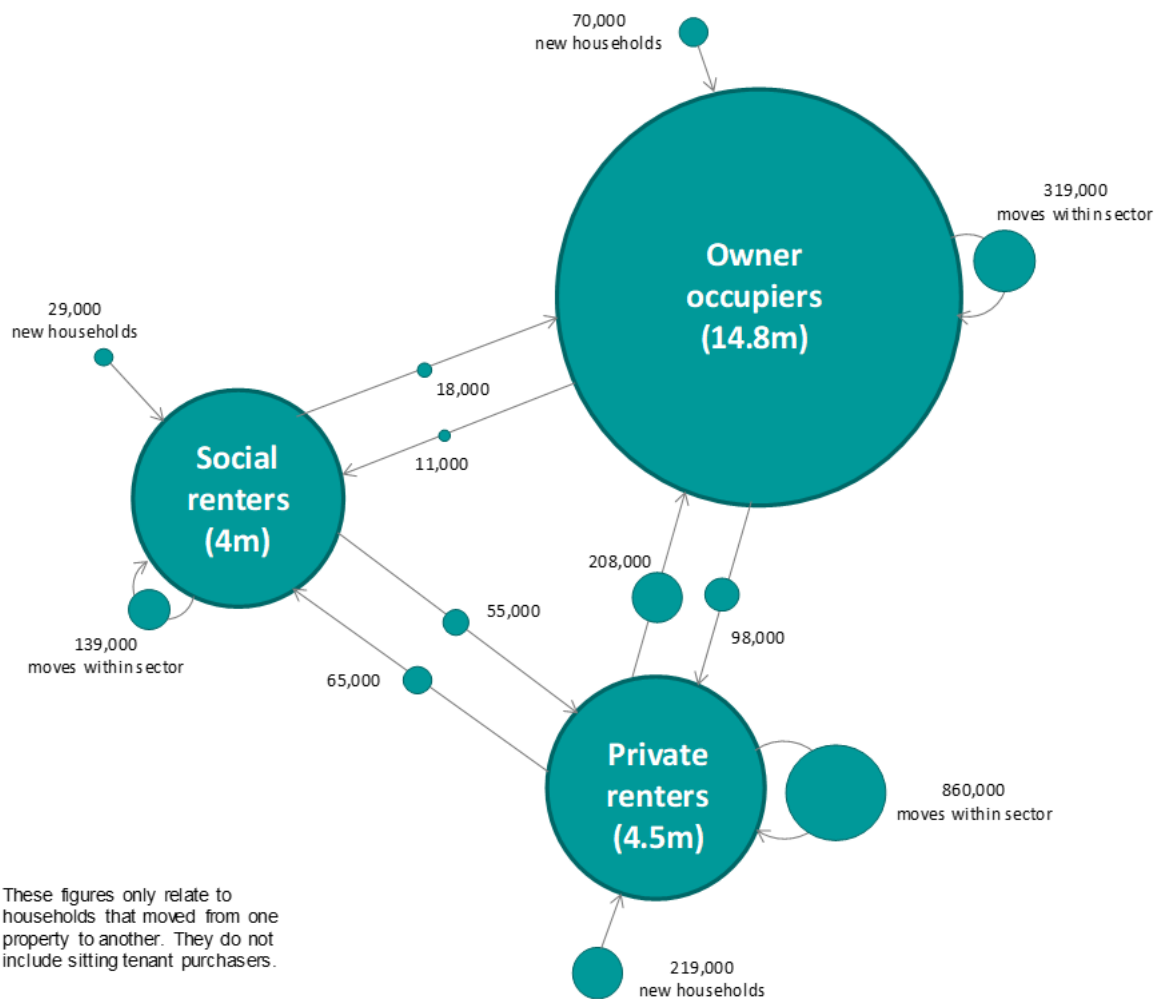 70,000
new households
319,000
moves within sector
Owner
occupiers
(14.8m)
29,000
new households
18,000
11,000
Social
renters
(4m)
208,000
98,000
55,000
65,000
139,000
moves within sector
Private
renters
(4.5m)
860,000
moves within sector
These figures only relate to
households that moved from one
property to another. They do not
include sitting tenant purchasers.
219,000
new households